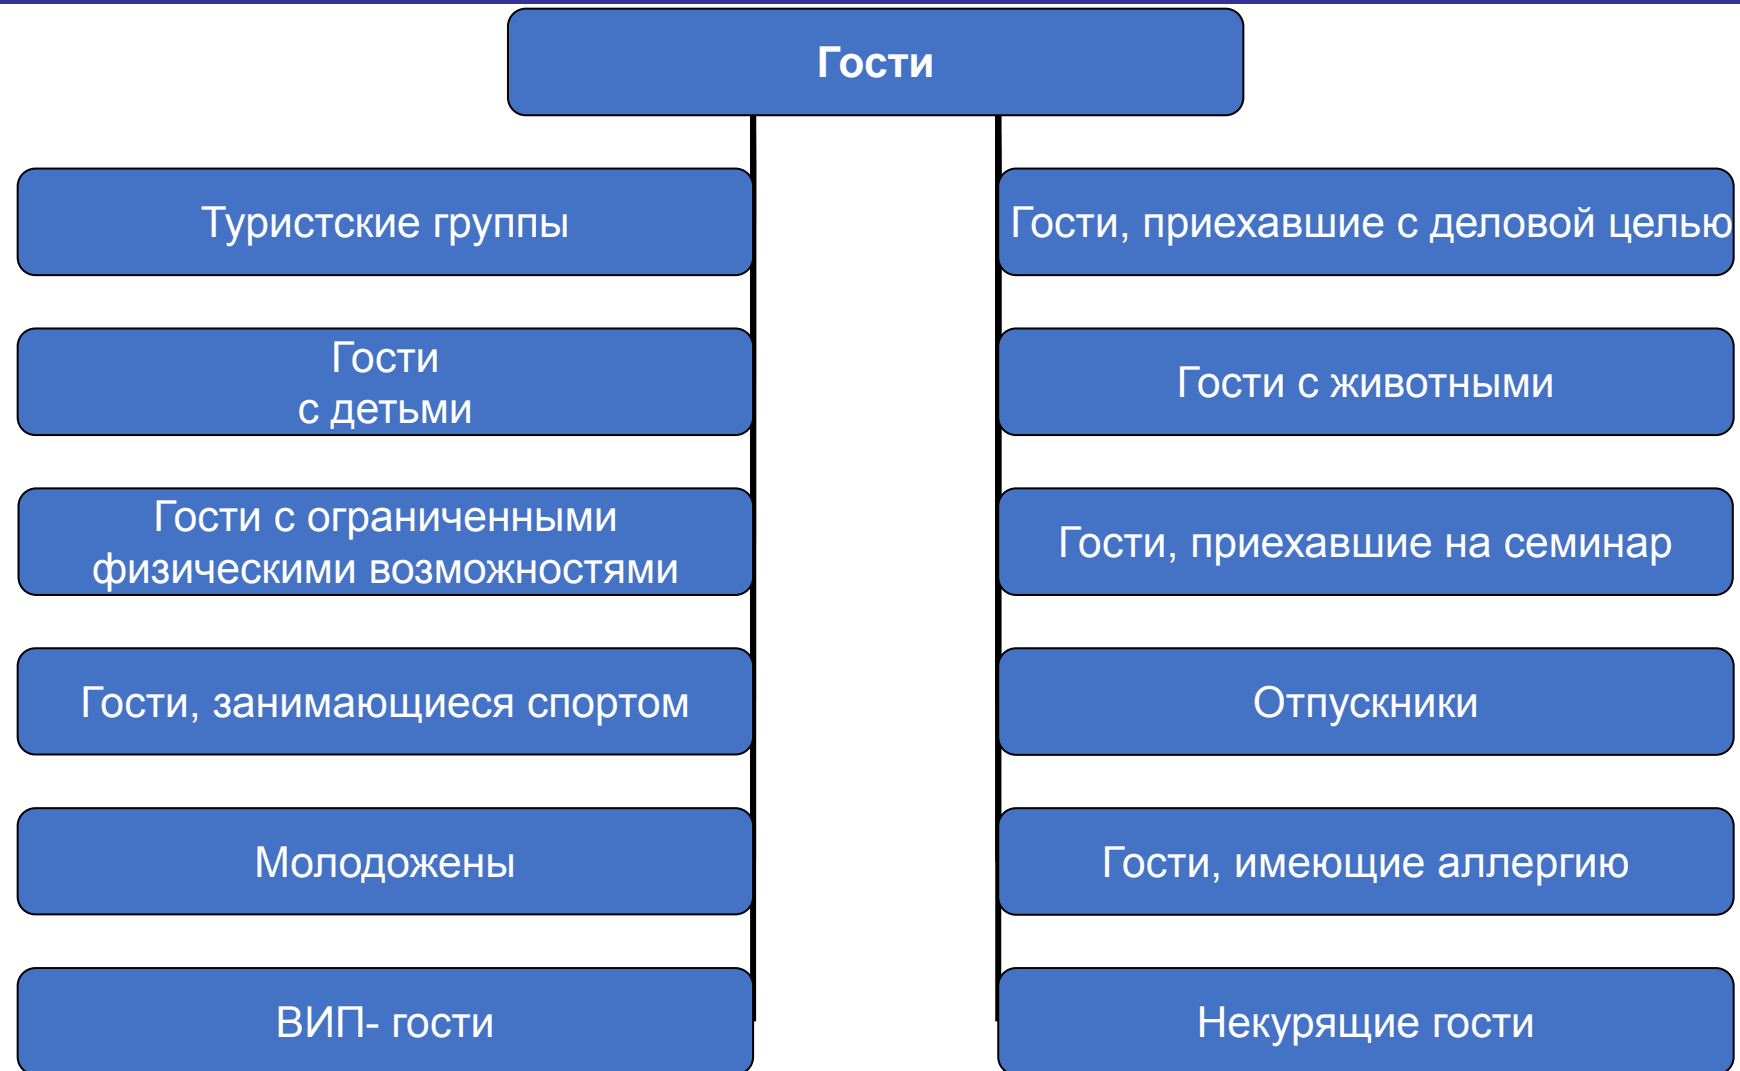 Гости
Туристские группы
Гости, приехавшие с деловой целью
Гости
с детьми
Гости с животными
Гости с ограниченными
физическими возможностями
Гости, приехавшие на семинар
Гости, занимающиеся спортом
Отпускники
Молодожены
Гости, имеющие аллергию
ВИП- гости
Некурящие гости